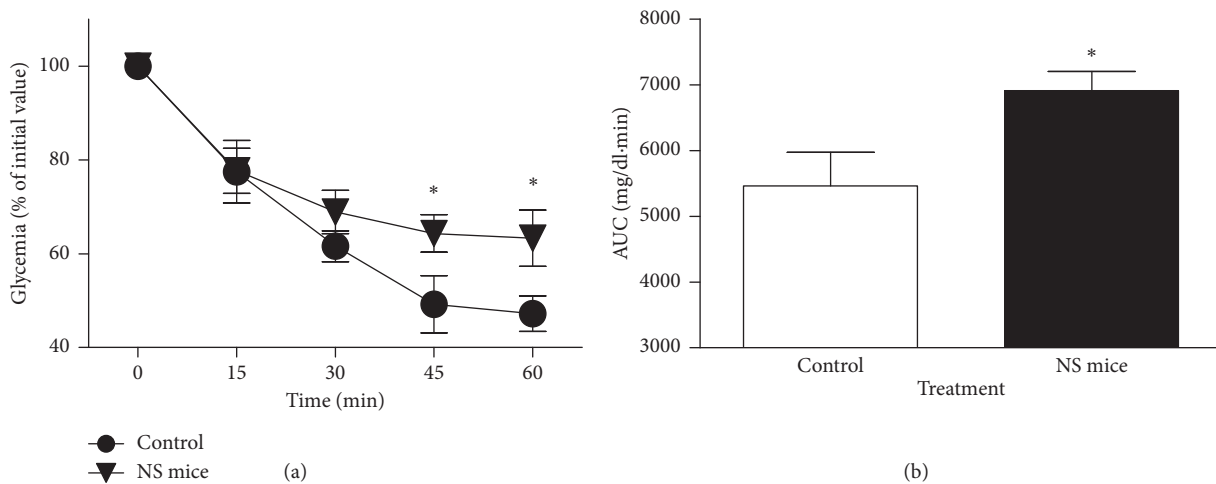 Glycemia (% of initial value)
100
80
60
40
*
*
0 15 30 45 60
Time (min)
Control
NS mice
(a)
AUC (mg/dl·min)
8000
7000
6000
5000
4000
3000
*
Control NS mice
Treatment
(b)